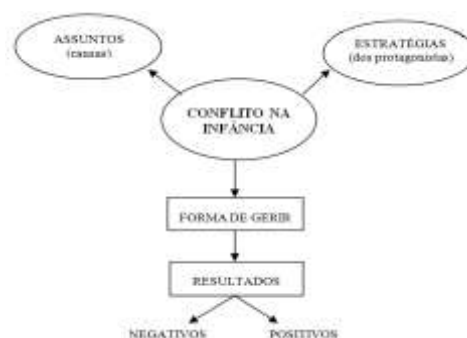 ASSUNTOS
(causas)
ESTRATÉGIAS
(dos protagonistas)
CONFLITO NA
INFÂNCIA
FORMA DE GERIR
RESULTADOS
NEGATIVOS
POSITIVOS